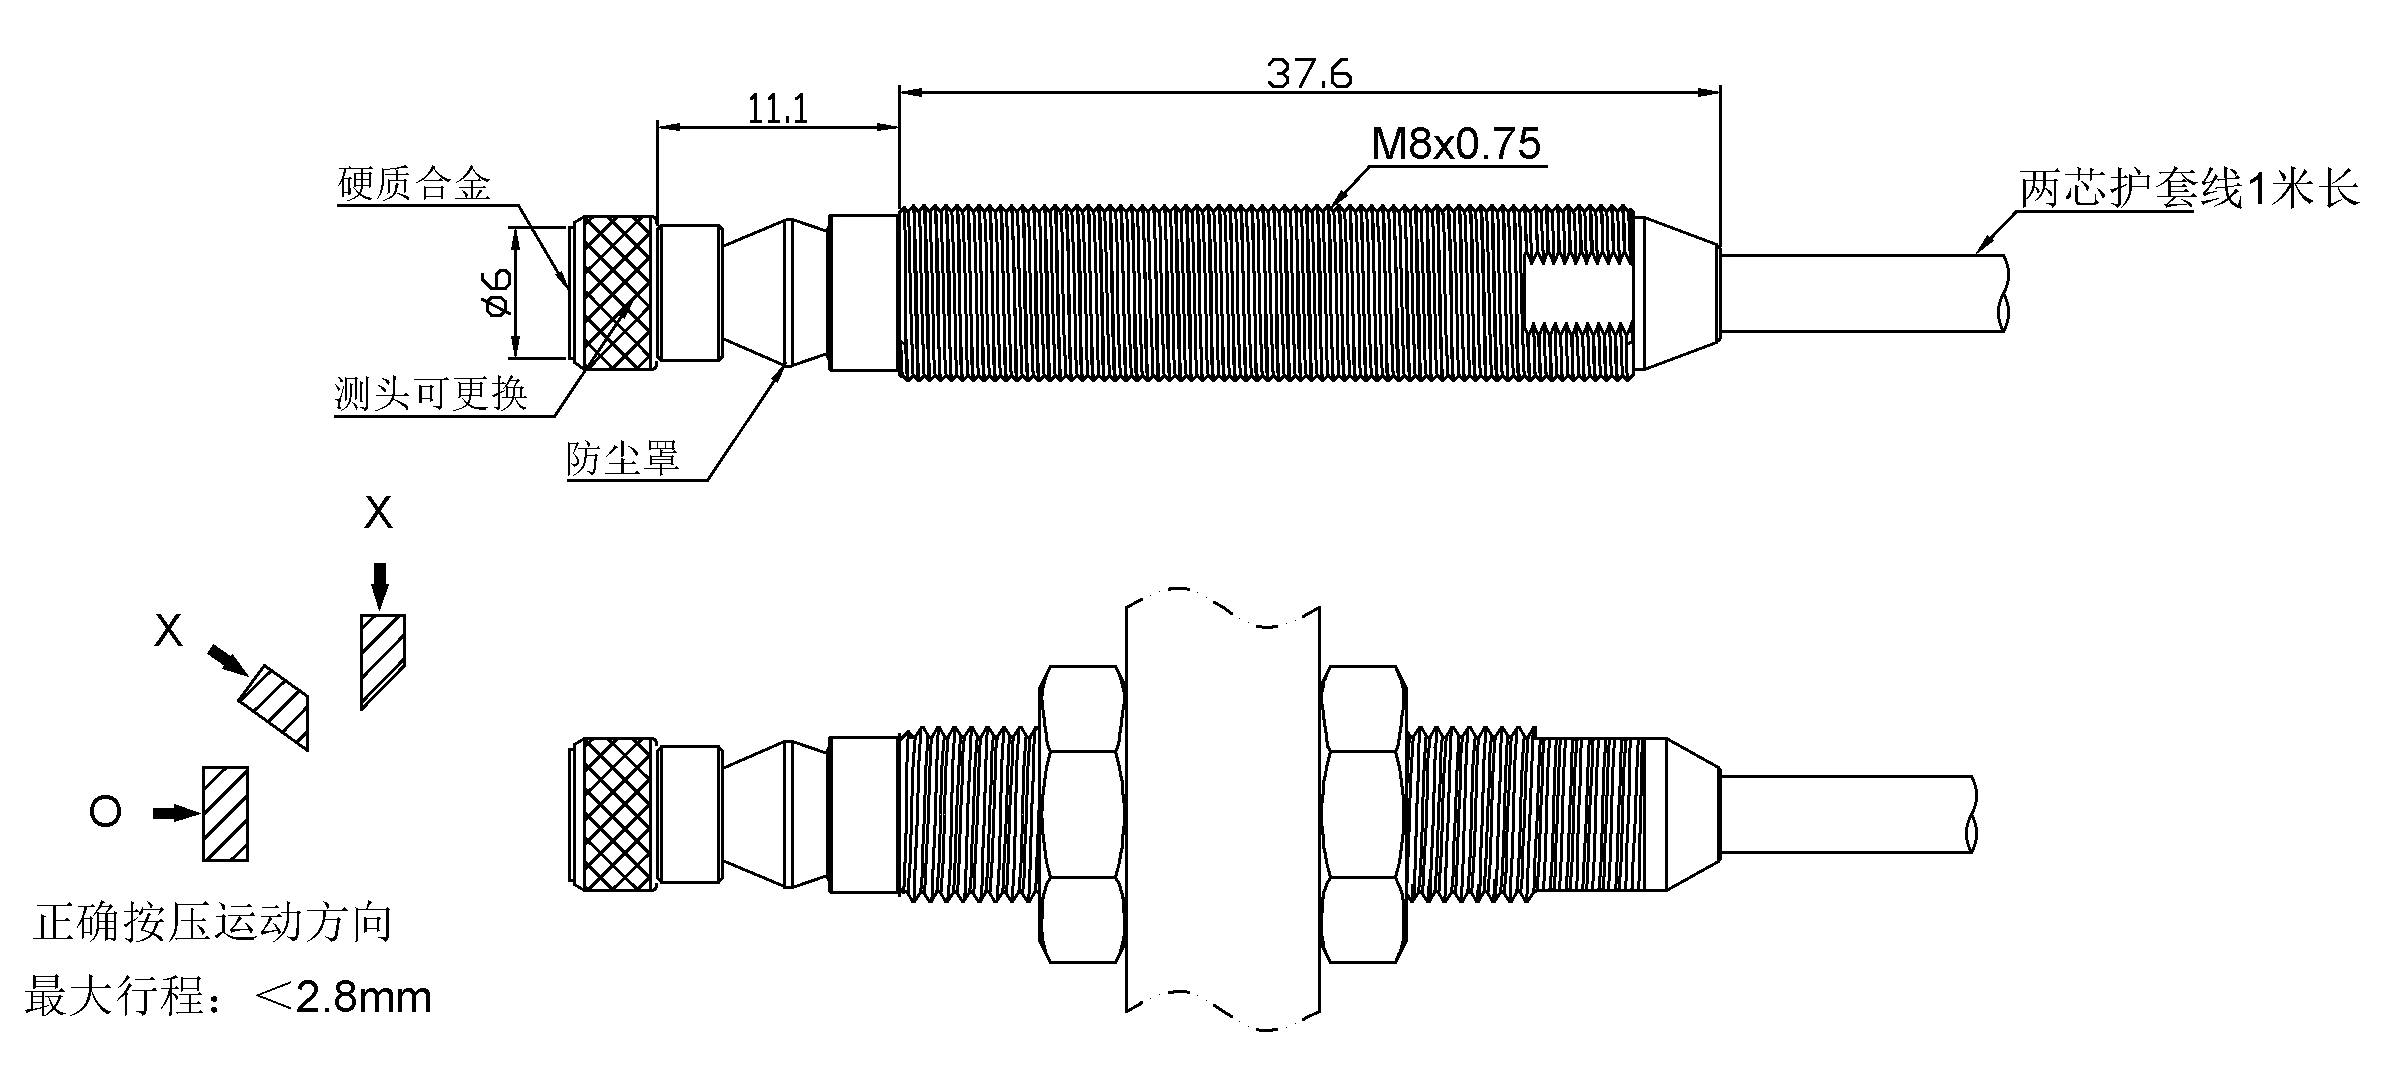 37.6
11.1
M8x0.75
硬质合金
两芯护套线1米长
ø6
测头可更换
防尘罩
X
X
O
正确按压运动方向
最大行程：＜2.8mm